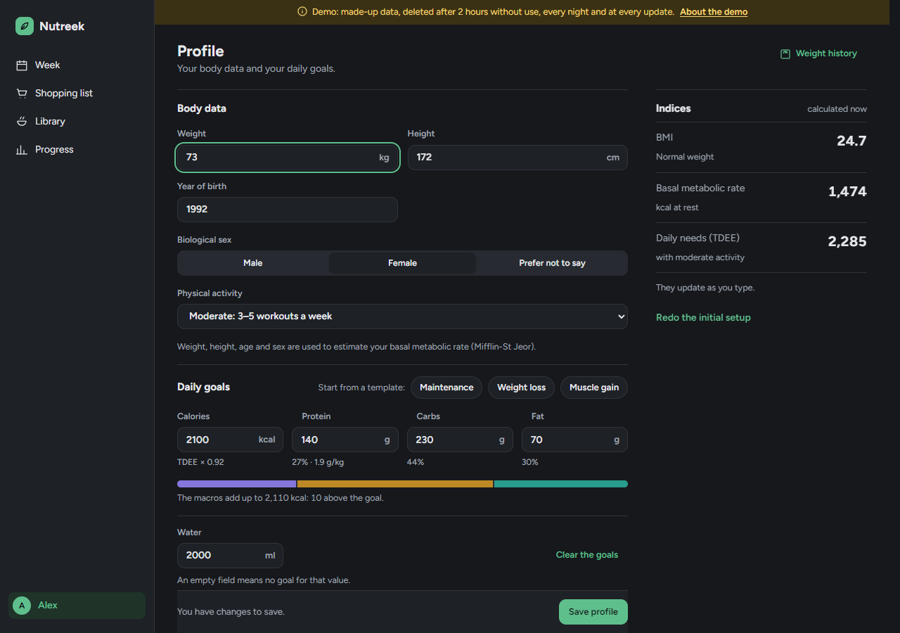 Nutreek
Week
Shopping list
Library
Progress
A
Alex
Demo: made-up data, deleted after 2 hours without use, every night and at every update. About the demo
Profile
Your body data and your daily goals.
Weight history
Body data
Weight
Height
73 kg
172 cm
Year of birth
1992
Biological sex
Male
Female
Prefer not to say
Physical activity
Moderate: 3–5 workouts a week
Weight, height, age and sex are used to estimate your basal metabolic rate (Mifflin-St Jeor).
Daily goals
Start from a template:
Maintenance
Weight loss
Muscle gain
Calories
Protein
Carbs
Fat
2100 kcal
140 g
230 g
70 g
TDEE × 0.92
27% · 1.9 g/kg
44%
30%
The macros add up to 2,110 kcal: 10 above the goal.
Water
2000 ml
Clear the goals
An empty field means no goal for that value.
You have changes to save.
Save profile
Indices
calculated now
BMI
24.7
Normal weight
Basal metabolic rate
1,474
kcal at rest
Daily needs (TDEE)
2,285
with moderate activity
They update as you type.
Redo the initial setup